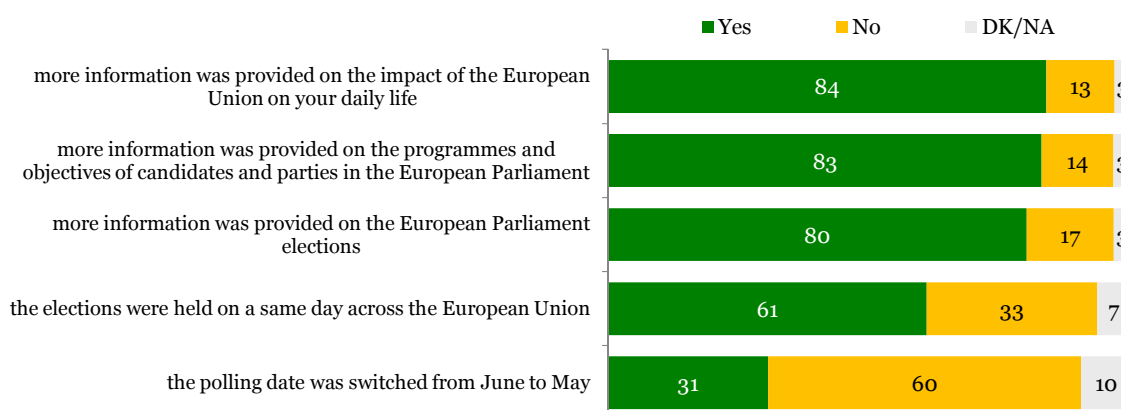 Yes No DK/NA
more information was provided on the impact of the European
Union on your daily life
84 13 3
more information was provided on the programmes and
objectives of candidates and parties in the European Parliament
83 14 3
more information was provided on the European Parliament
elections
80 17 3
the elections were held on a same day across the European Union
61 33 7
the polling date was switched from June to May
31 60 10